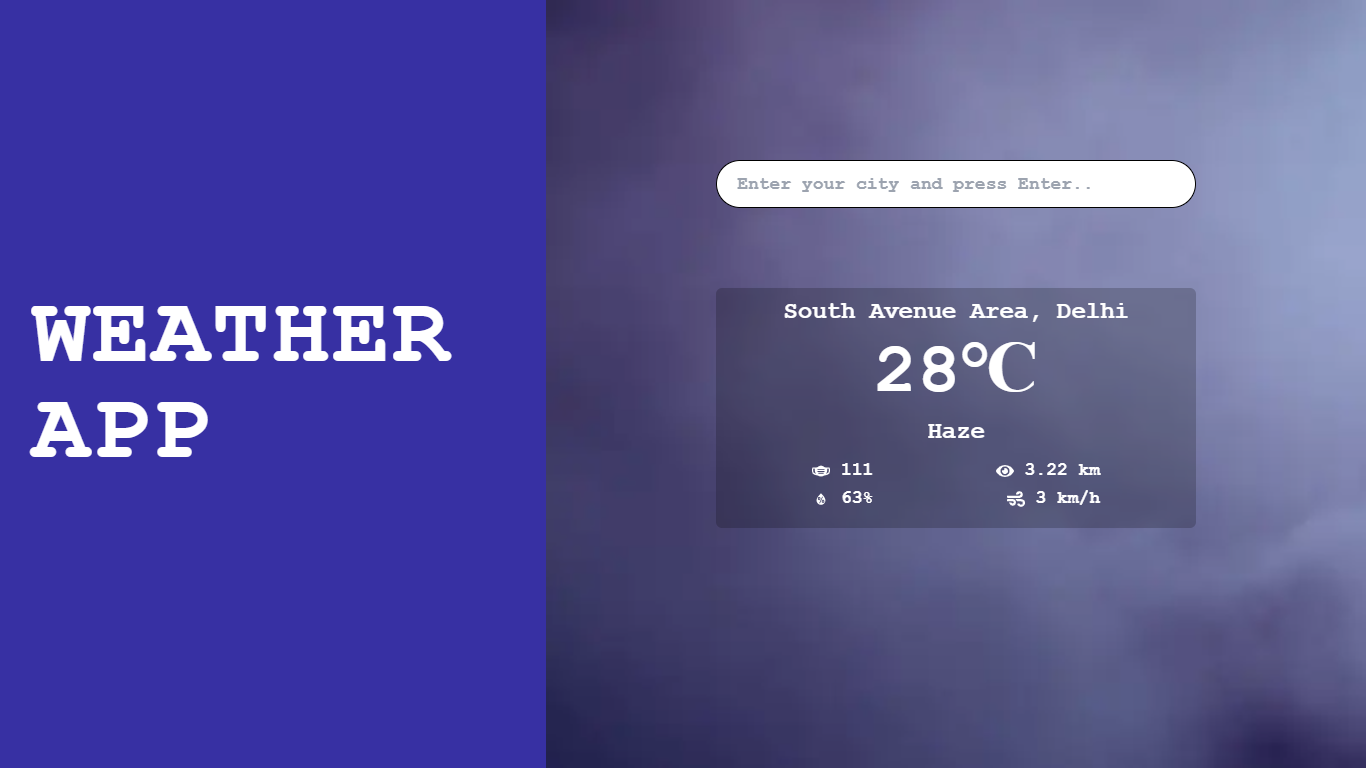 WEATHER
APP
Enter your city and press Enter..
South Avenue Area, Delhi
28℃
Haze
111 3.22 km
63% 3 km/h